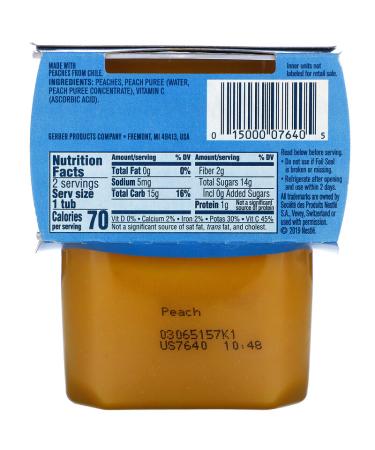 MADE WITH
PEACHES FROM CHILE.
INGREDIENTS: PEACHES, PEACH PUREE (WATER,
PEACH PUREE CONCENTRATE), VITAMIN C
(ASCORBIC ACID).
GERBER PRODUCTS COMPANY • FREMONT, MI 49413, USA
Inner units not
labeled for retail sale.
0 15000 07640 5
Nutrition
Facts
2 servings
Serv size
1 tub
Calories 70
per serving
Amount/serving % DV
Total Fat 0g 0%
Sodium 5mg
Total Carb 15g 16%
Amount/serving % DV
Fiber 2g
Total Sugars 14g
Incl 0g Added Sugars
Protein 1g Not a significant
source of protein
Vit D 0% • Calcium 2% • Iron 2% • Potas 30% • Vit C 45%
Not a significant source of sat fat, trans fat, and cholest.
Read below before serving.
• Do not use if Foil Seal
is broken or missing.
• Refrigerate after opening
and use within 2 days.
All trademarks are owned by
Société des Produits Nestlé
S.A., Vevey, Switzerland or
used with permission.
© 2019 Nestlé.
Peach
03065157K1
US7640 10:48